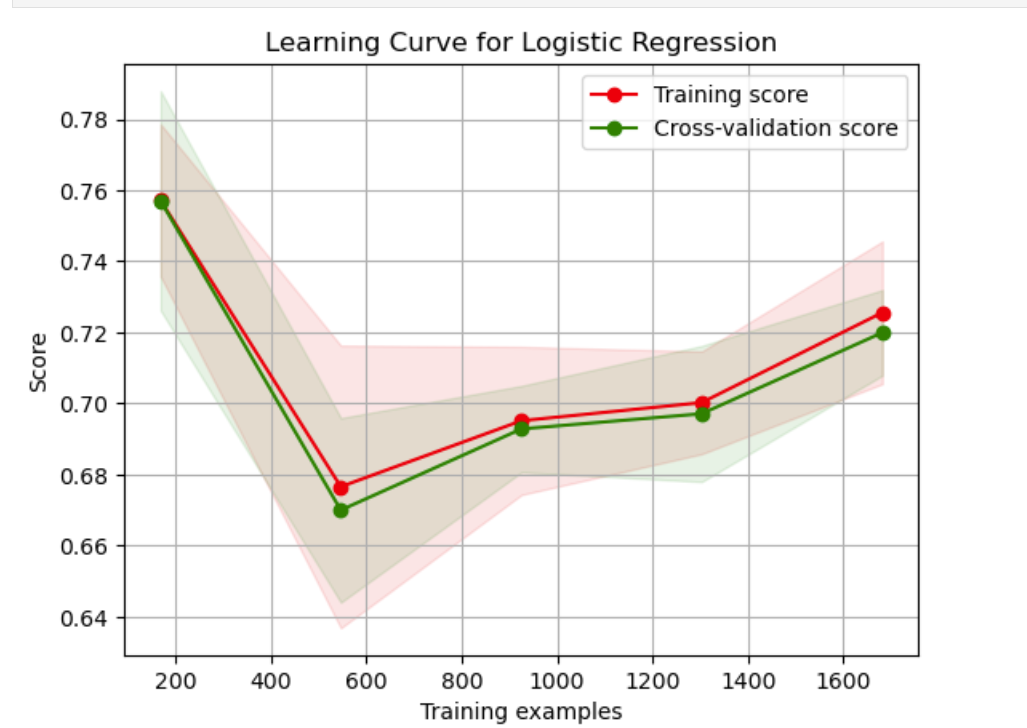 Learning Curve for Logistic Regression
Training score
Cross-validation score
0.78
0.76
0.74
0.72
0.70
0.68
0.66
0.64
Score
200 400 600 800 1000 1200 1400 1600
Training examples